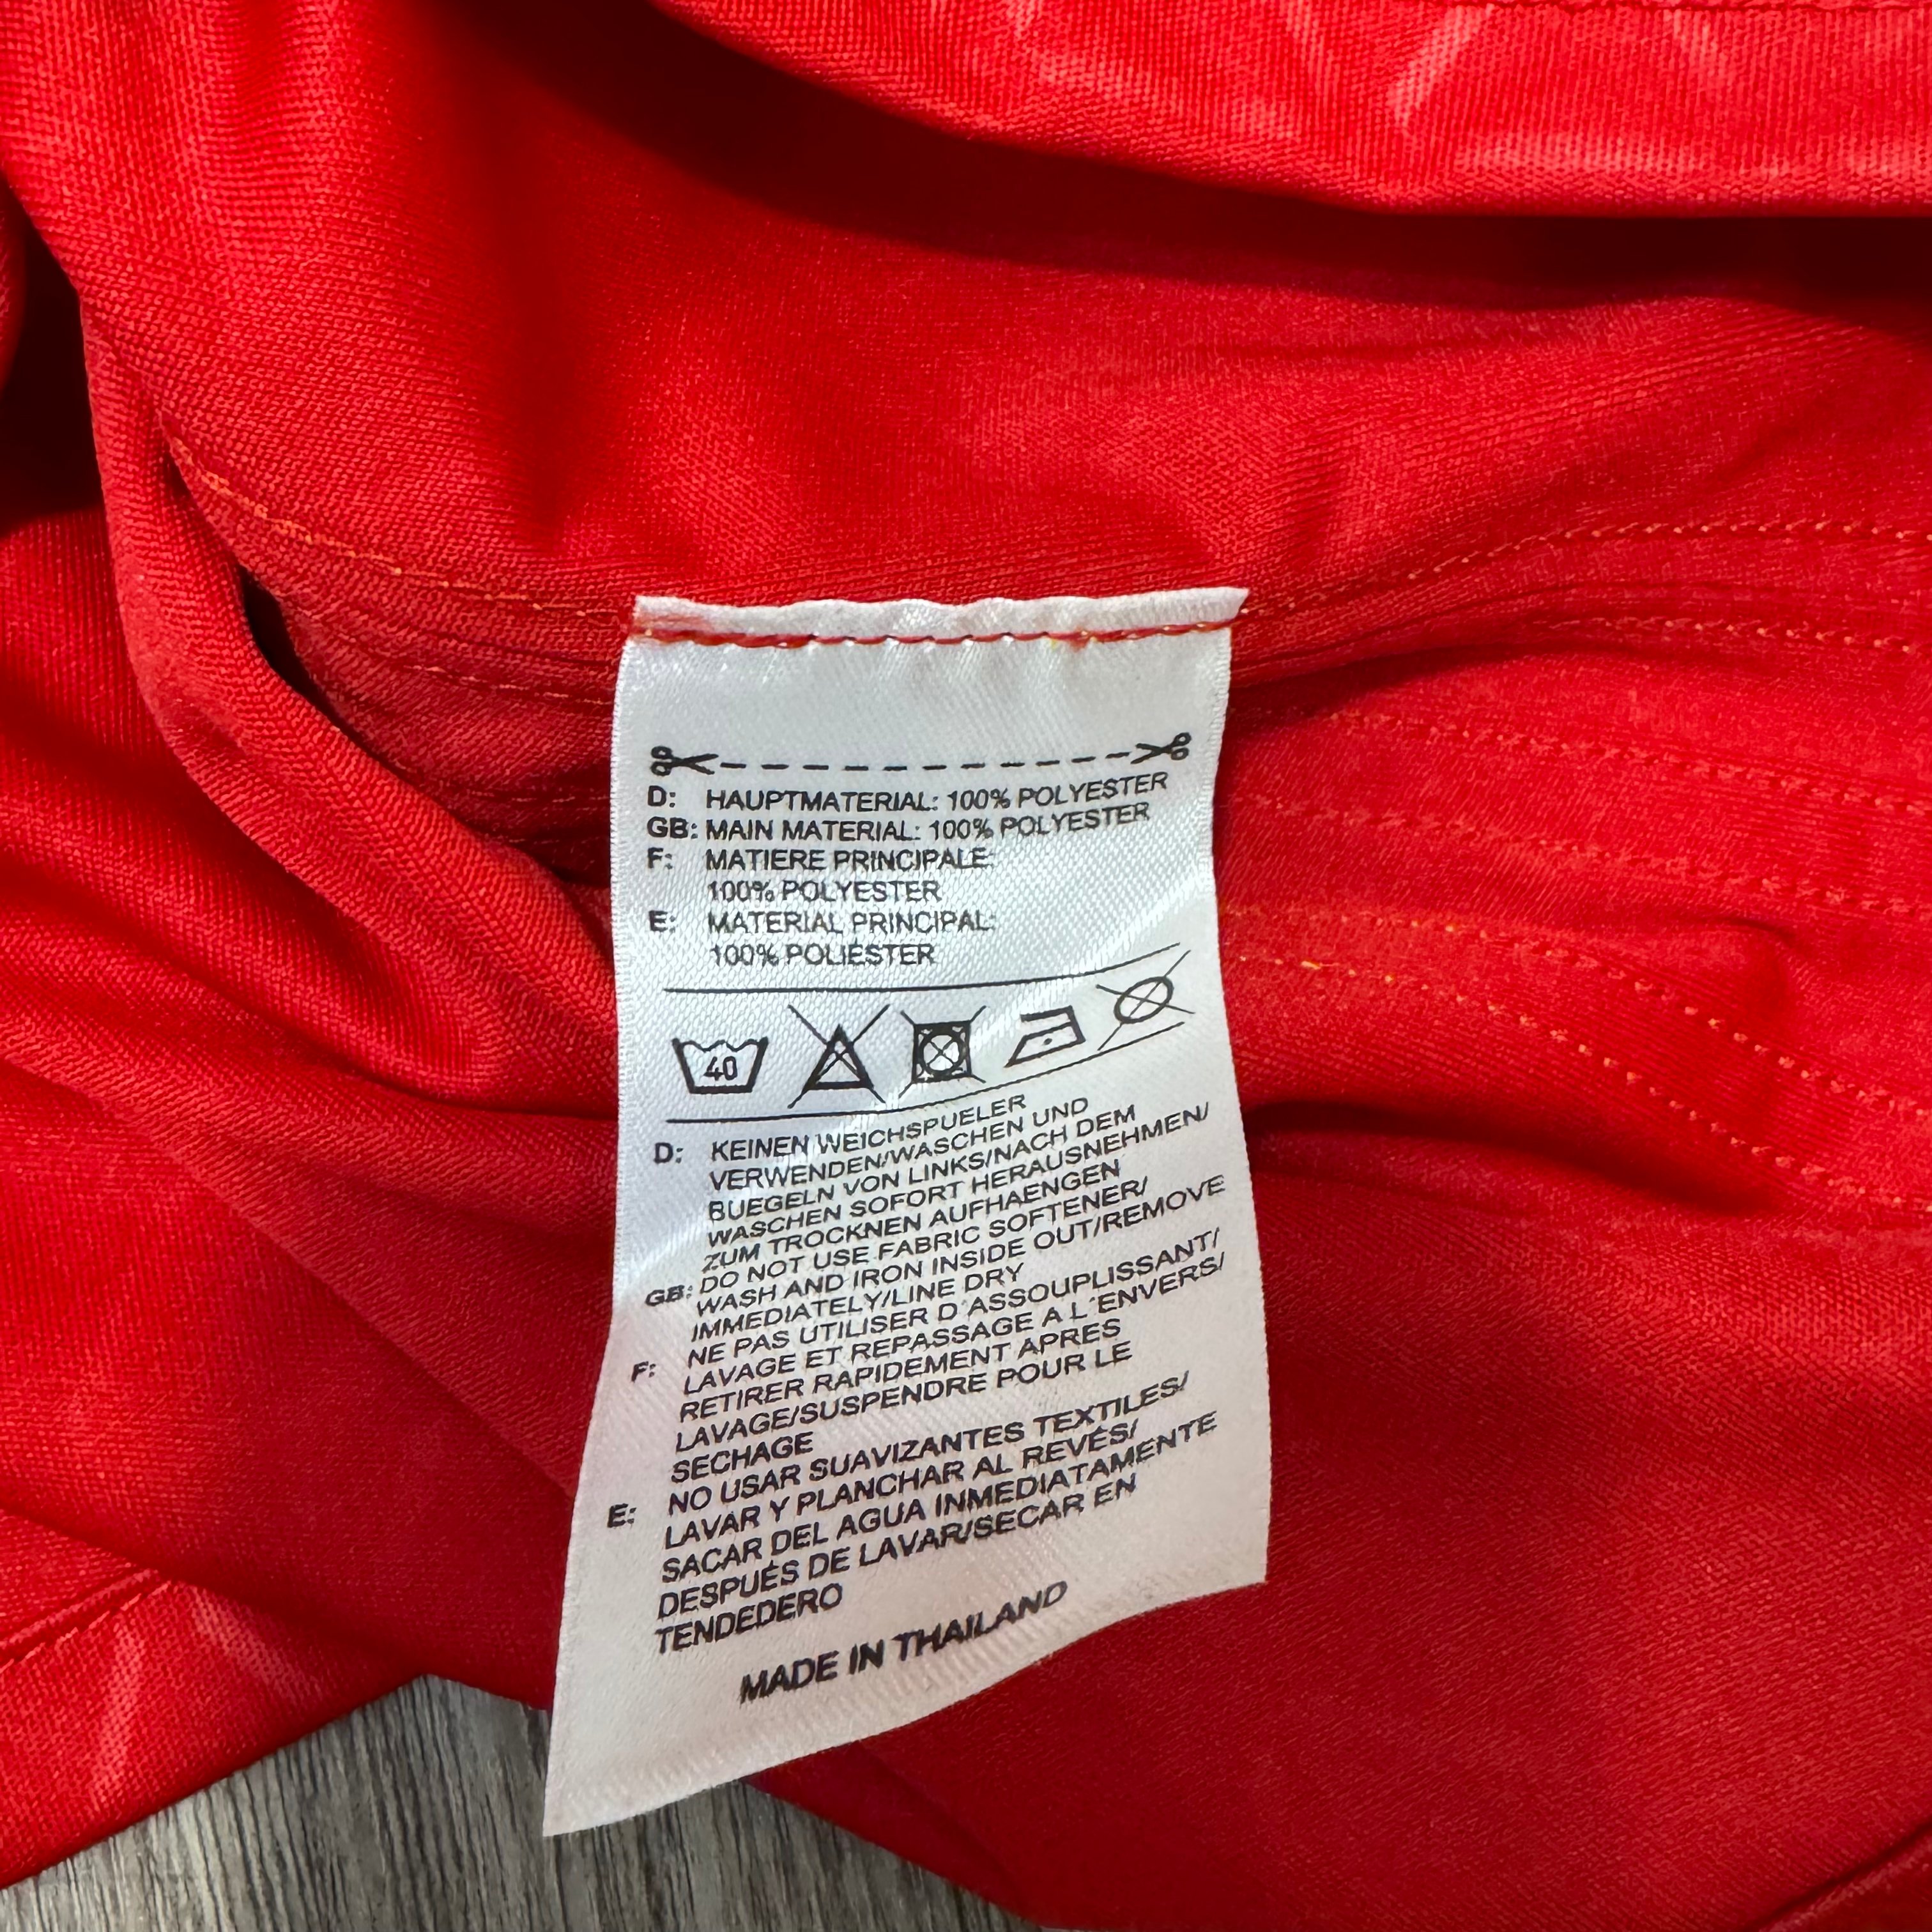 D: HAUPTMATERIAL: 100% POLYESTER
GB: MAIN MATERIAL: 100% POLYESTER
F: MATIERE PRINCIPALE:
100% POLYESTER
E: MATERIAL PRINCIPAL:
100% POLIÉSTER
40
D: KEINEN WEICHSPUELER
VERWENDEN/WASCHEN UND
BUEGELN VON LINKS/NACH DEM
WASCHEN SOFORT HERAUSNEHMEN/
ZUM TROCKNEN AUFHAENGEN
GB: DO NOT USE FABRIC SOFTENER/
WASH AND IRON INSIDE OUT/REMOVE
IMMEDIATELY/LINE DRY
F: NE PAS UTILISER D´ASSOUPLISSANT/
LAVAGE ET REPASSAGE A L´ENVERS/
RETIRER RAPIDEMENT APRES
LAVAGE/SUSPENDRE POUR LE
SECHAGE
E: NO USAR SUAVIZANTES TEXTILES/
LAVAR Y PLANCHAR AL REVÉS/
SACAR DEL AGUA INMEDIATAMENTE
DESPUÉS DE LAVAR/SECAR EN
TENDEDERO
MADE IN THAILAND